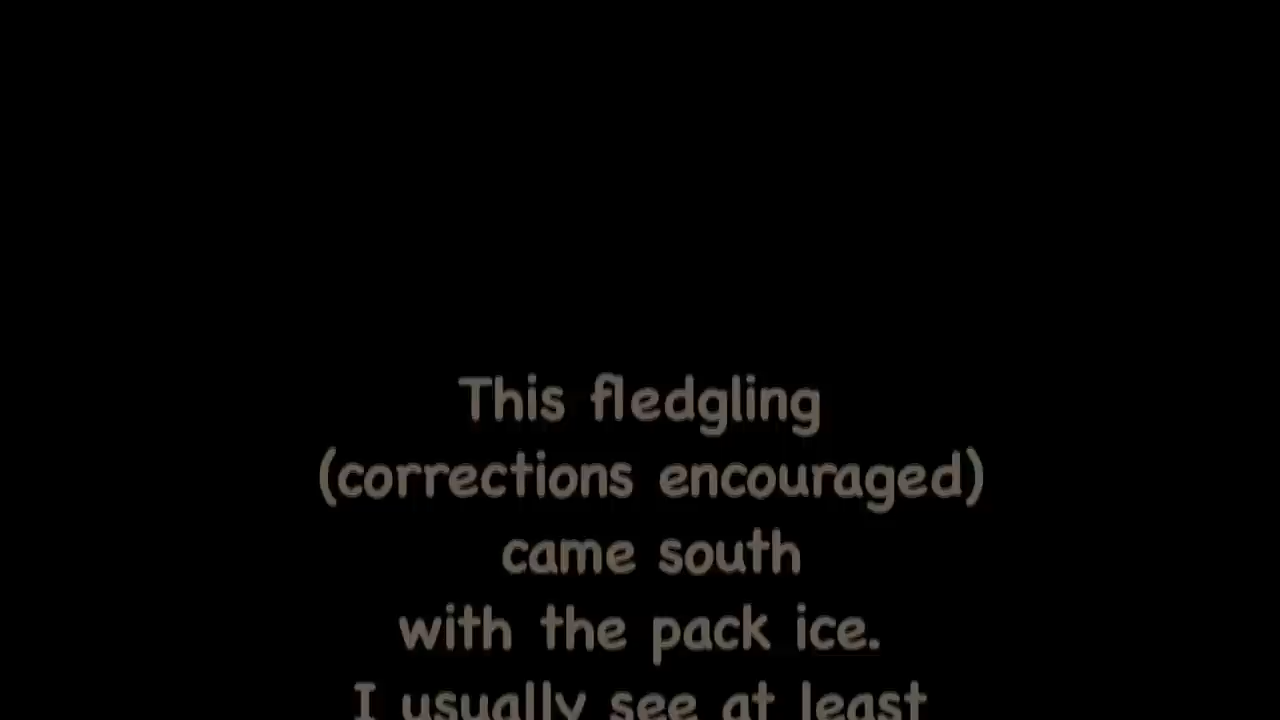 This fledgling
(corrections encouraged)
came south
with the pack ice.
I usually see at least